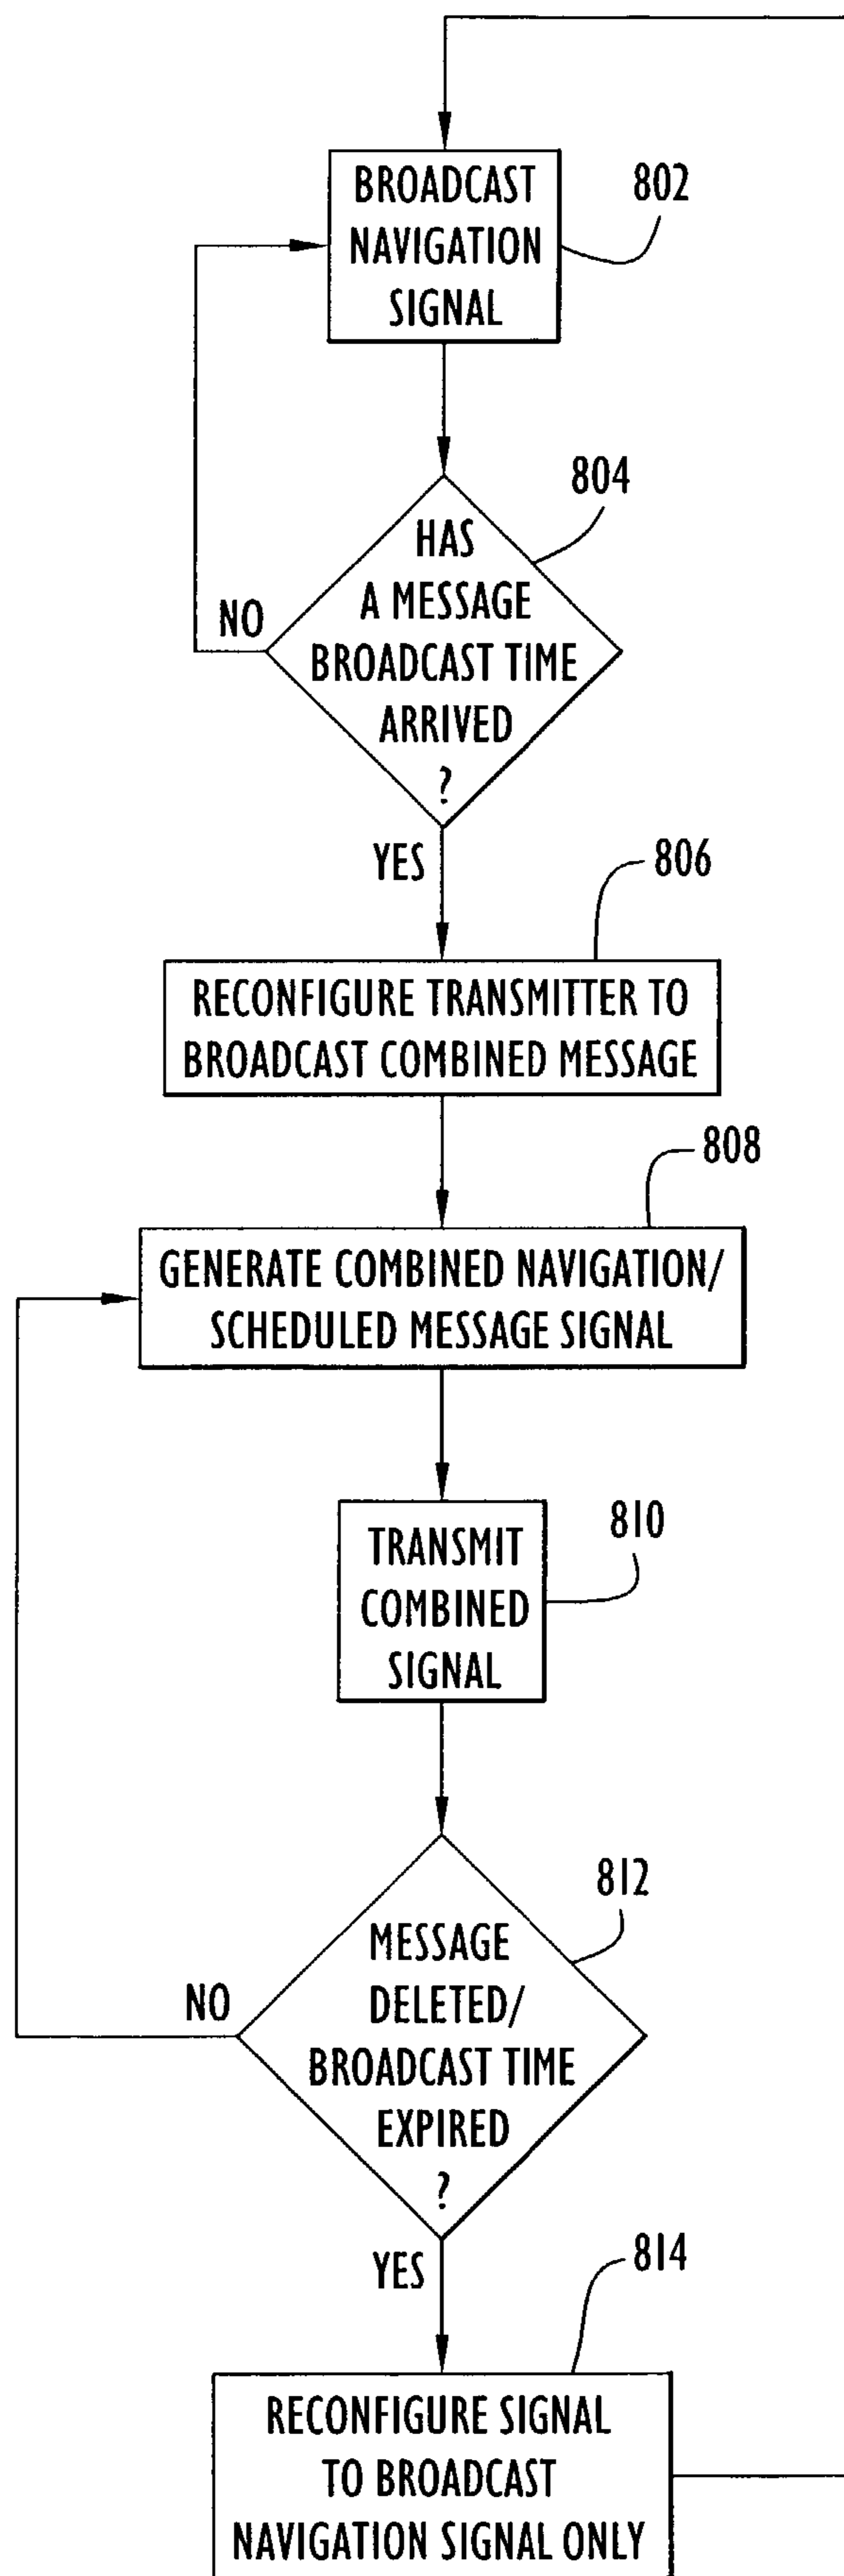 BROADCAST
NAVIGATION
SIGNAL
802
804
HAS
A MESSAGE
BROADCAST TIME
ARRIVED
?
NO
YES
806
RECONFIGURE TRANSMITTER TO
BROADCAST COMBINED MESSAGE
808
GENERATE COMBINED NAVIGATION/
SCHEDULED MESSAGE SIGNAL
810
TRANSMIT
COMBINED
SIGNAL
812
MESSAGE
DELETED/
BROADCAST TIME
EXPIRED
?
NO
YES
814
RECONFIGURE SIGNAL
TO BROADCAST
NAVIGATION SIGNAL ONLY